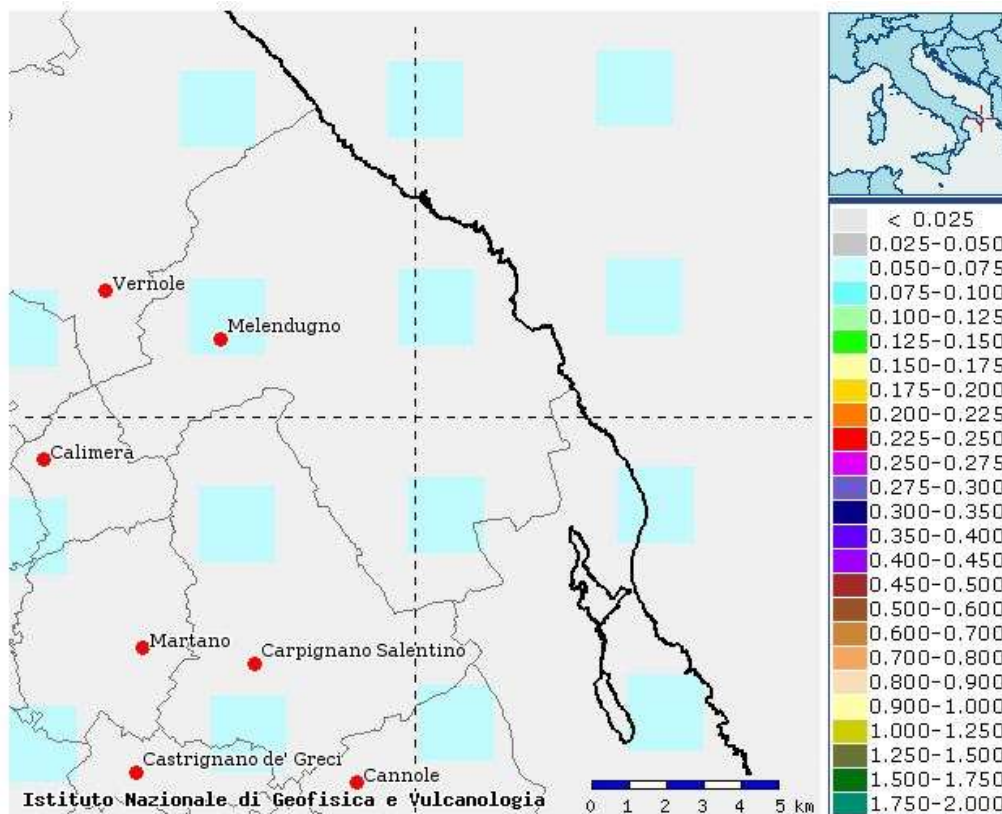 Vernole
Melendugno
Calimera
Martano
Carpignano Salentino
Castrignano de' Greci
Cannole
Istituto Nazionale di Geofisica e Vulcanologia
0 1 2 3 4 5 km
< 0.025
0.025-0.050
0.050-0.075
0.075-0.100
0.100-0.125
0.125-0.150
0.150-0.175
0.175-0.200
0.200-0.225
0.225-0.250
0.250-0.275
0.275-0.300
0.300-0.350
0.350-0.400
0.400-0.450
0.450-0.500
0.500-0.600
0.600-0.700
0.700-0.800
0.800-0.900
0.900-1.000
1.000-1.250
1.250-1.500
1.500-1.750
1.750-2.000